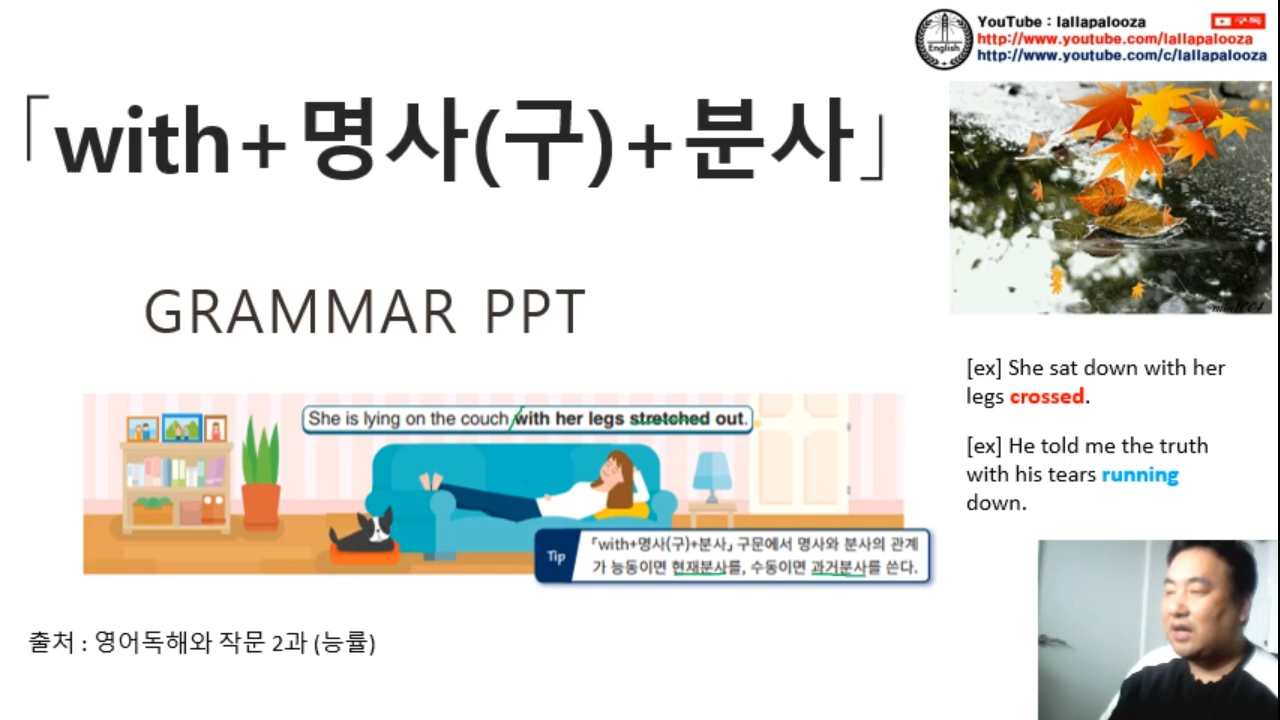 English
YouTube : lallapalooza
구독
http://www.youtube.com/lallapalooza
http://www.youtube.com/c/lallapalooza
「with+명사(구)+분사」
GRAMMAR PPT
[ex] She sat down with her
legs crossed.
[ex] He told me the truth
with his tears running
down.
She is lying on the couch with her legs stretched out.
Tip
「with+명사(구)+분사」 구문에서 명사와 분사의 관계
가 능동이면 현재분사를, 수동이면 과거분사를 쓴다.
출처 : 영어독해와 작문 2과 (능률)